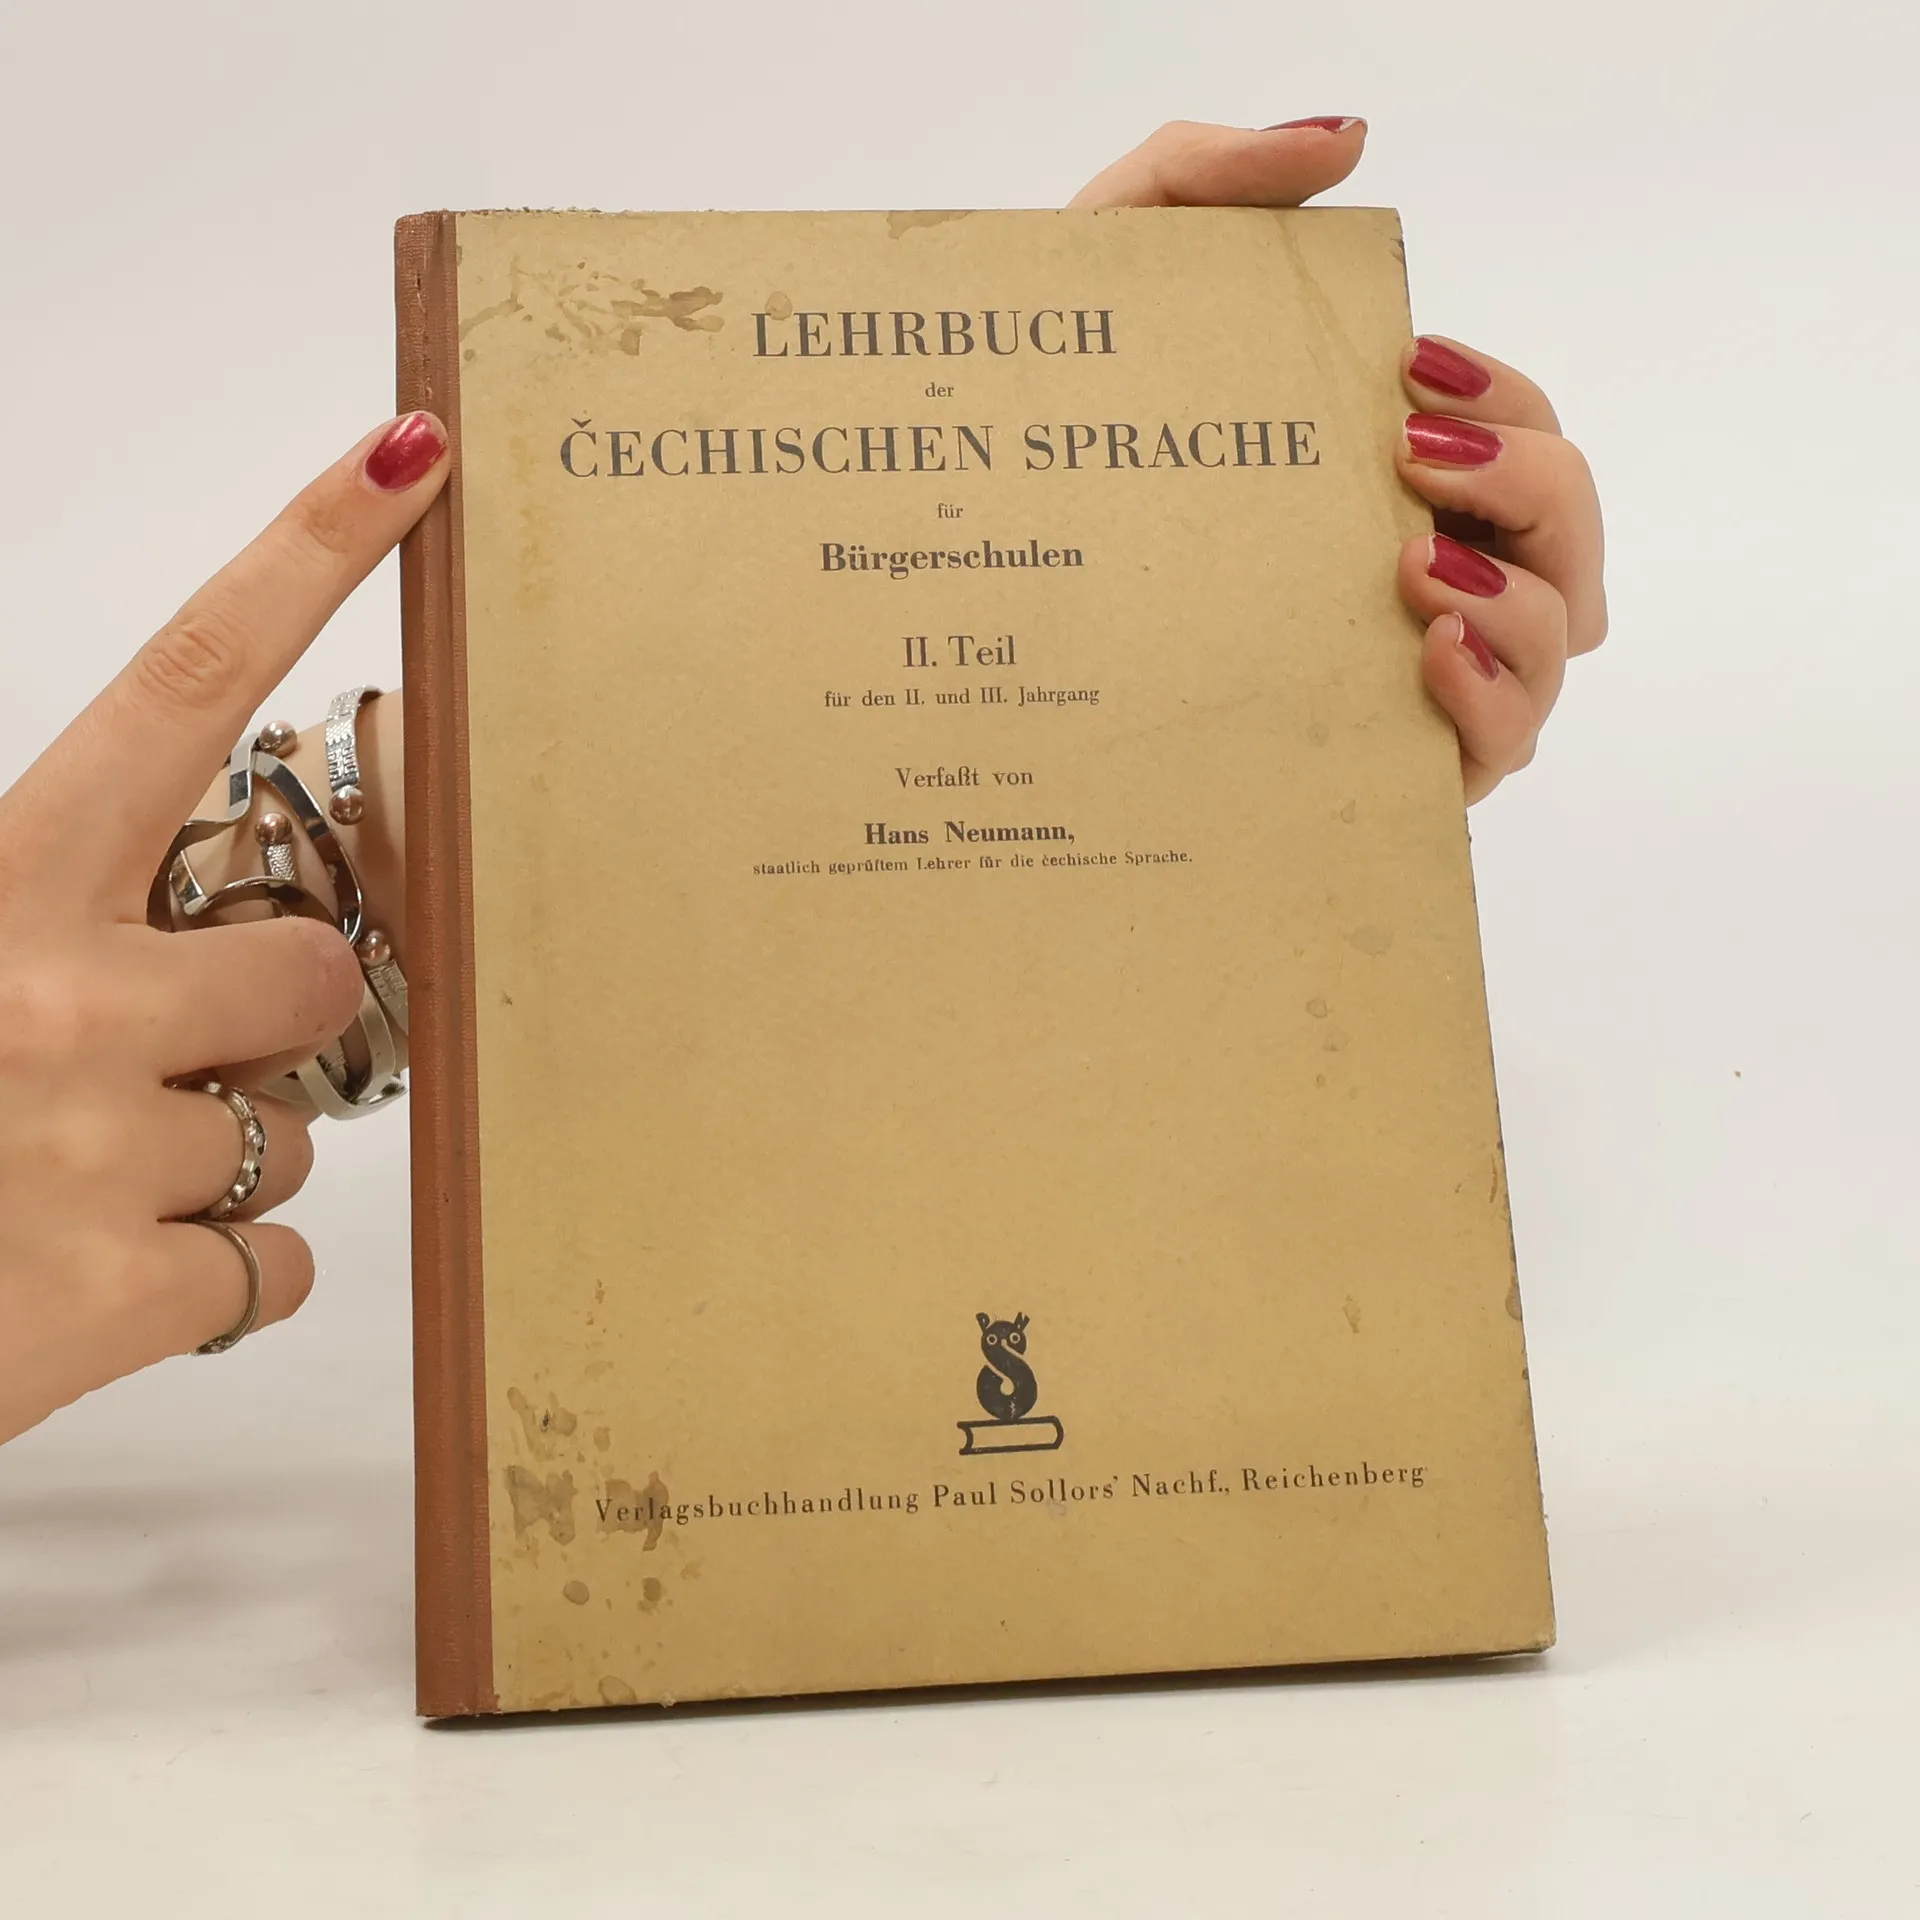 LEHRBUCH
der
ČECHISCHEN SPRACHE
für
Bürgerschulen
II. Teil
für den II. und III. Jahrgang
Verfaßt von
Hans Neumann,
staatlich geprüftem Lehrer für die čechische Sprache.
Verlagsbuchhandlung Paul Sollors' Nachf., Reichenberg